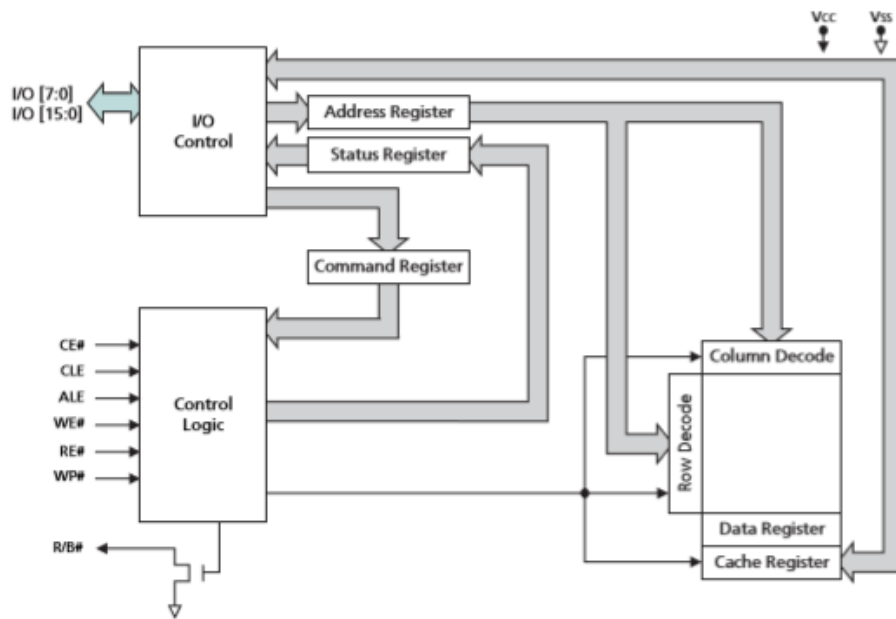 Vcc
Vss
I/O [7:0]
I/O [15:0]
I/O
Control
Address Register
Status Register
Command Register
CE#
CLE
ALE
WE#
RE#
WP#
Control
Logic
R/B#
Column Decode
Row Decode
Data Register
Cache Register